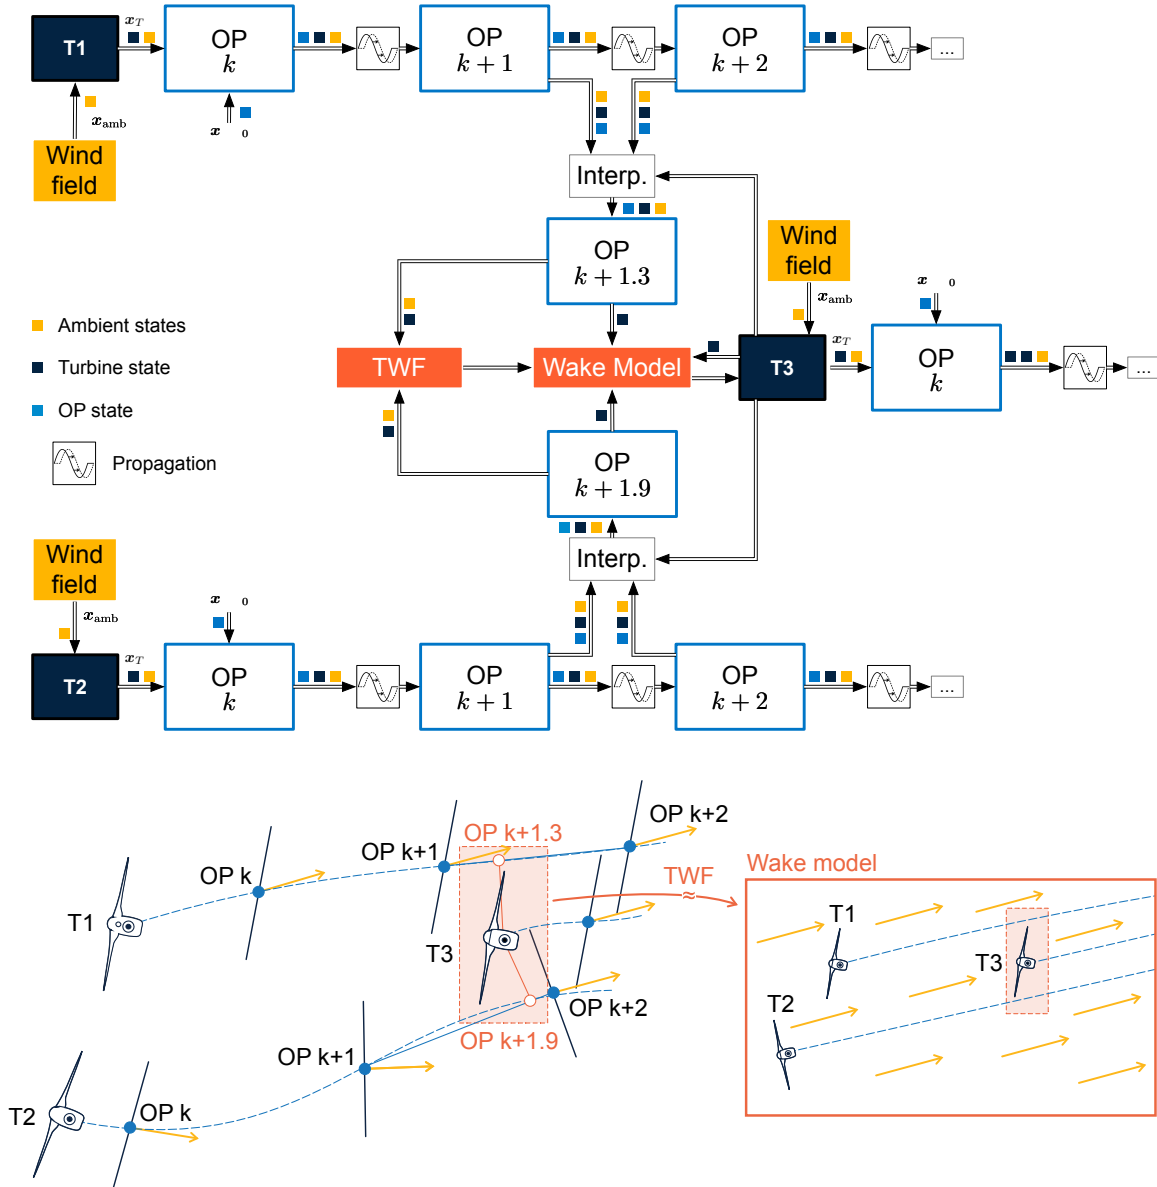 T1
x_T
OP
k
OP
k + 1
OP
k + 2
...
x_amb
x 0
Wind
field
Interp.
OP
k + 1.3
Wind
field
x_amb
x 0
Ambient states
Turbine state
OP state
Propagation
TWF
Wake Model
T3
x_T
OP
k
...
OP
k + 1.9
Interp.
Wind
field
x_amb
x 0
T2
x_T
OP
k
OP
k + 1
OP
k + 2
...
OP k+2
OP k+1.3
OP k+1
OP k
T1
T3
TWF
≈
OP k+2
OP k+1.9
OP k+1
OP k
T2
Wake model
T1
T3
T2